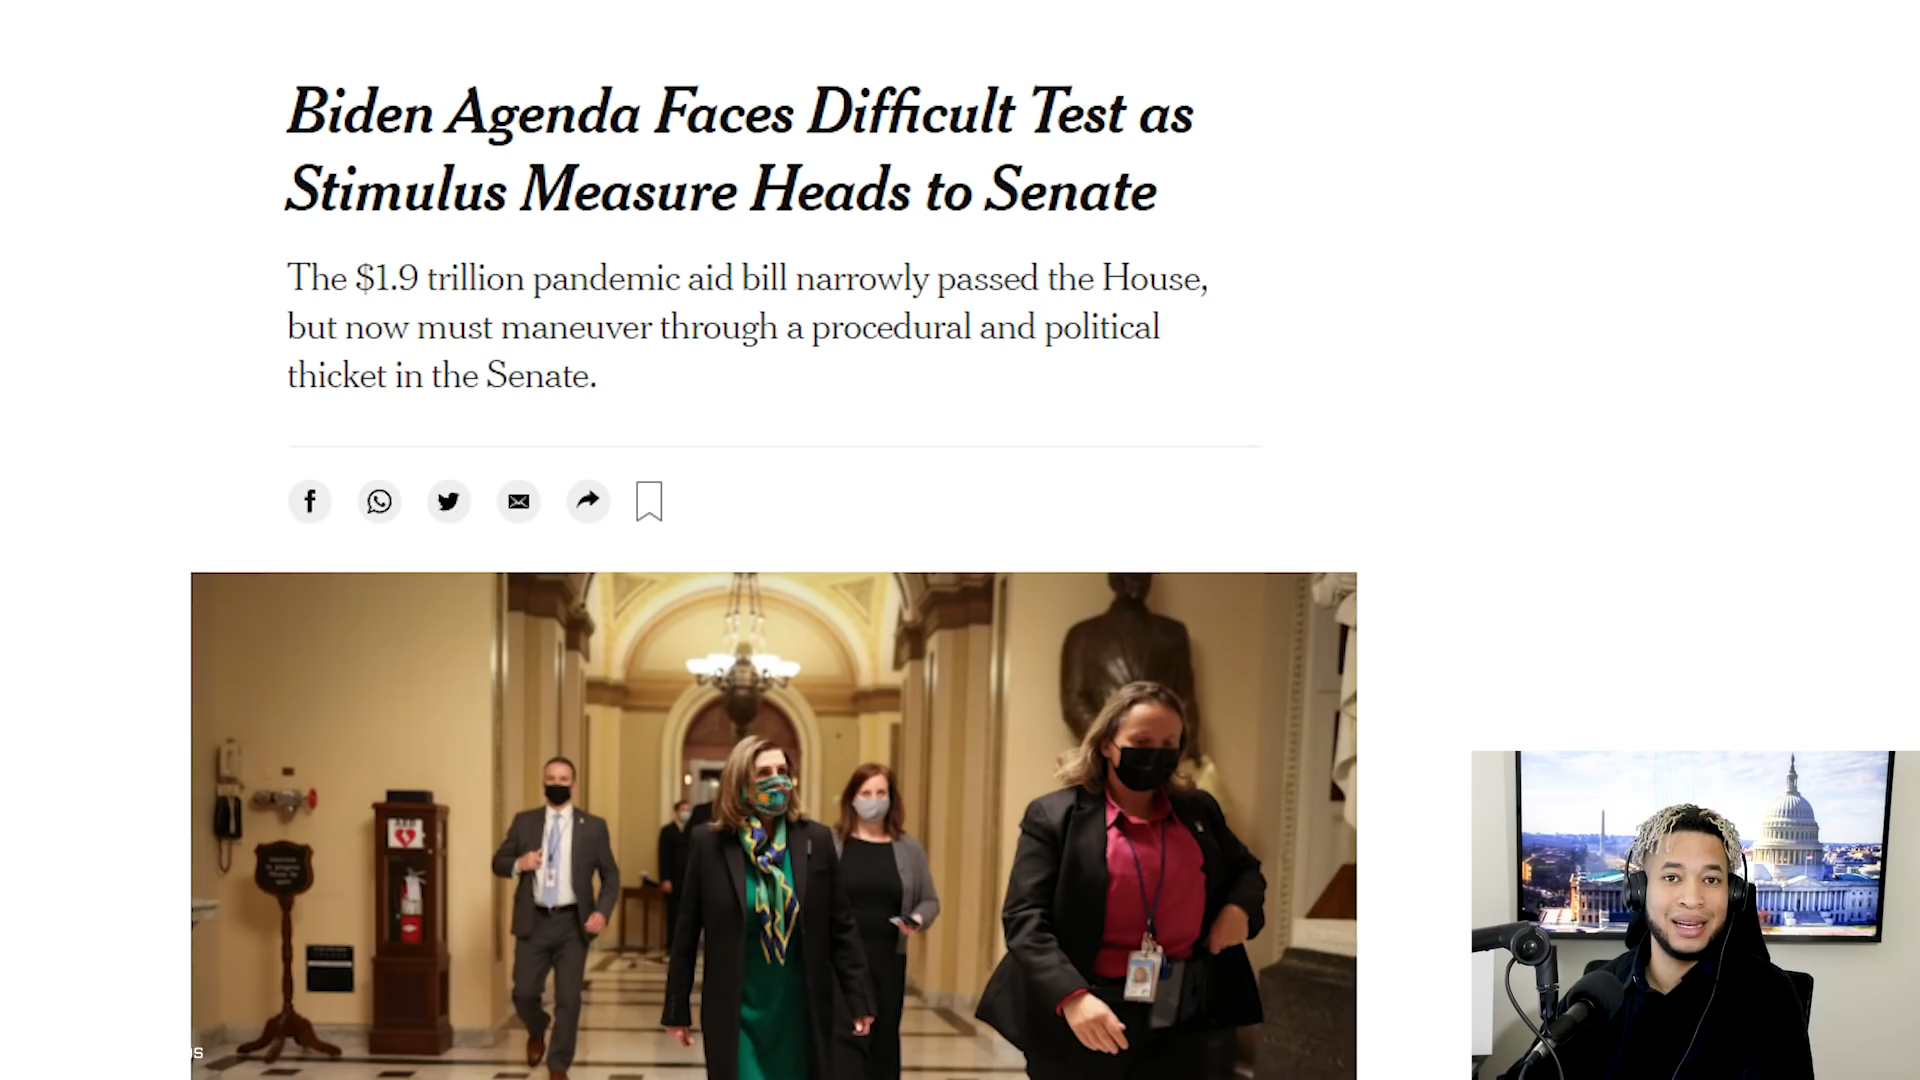 Biden Agenda Faces Difficult Test as
Stimulus Measure Heads to Senate
The $1.9 trillion pandemic aid bill narrowly passed the House,
but now must maneuver through a procedural and political
thicket in the Senate.
AED